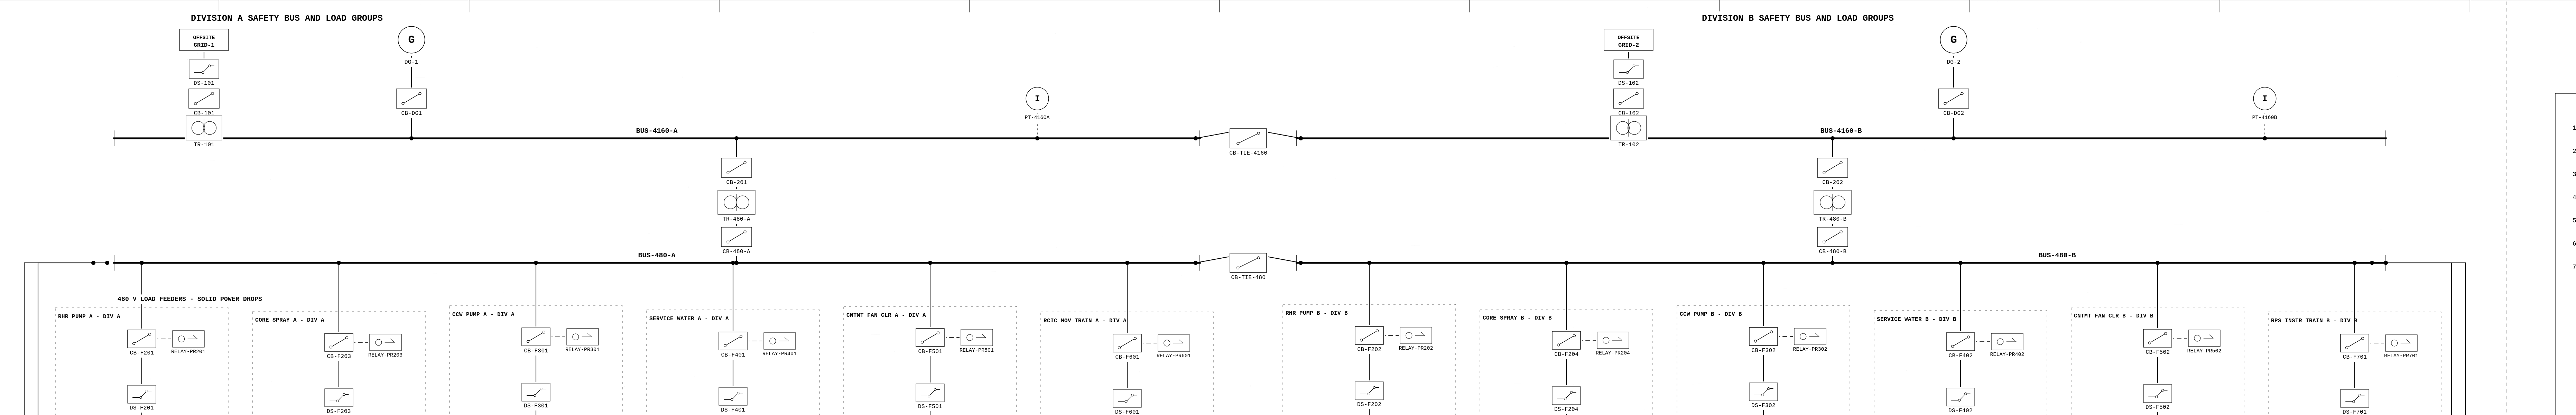 DIVISION A SAFETY BUS AND LOAD GROUPS
DIVISION B SAFETY BUS AND LOAD GROUPS
OFFSITE
GRID-1
G
OFFSITE
GRID-2
G
DG-1
DG-2
DS-101
DS-102
I
I
CB-101
CB-DG1
CB-102
CB-DG2
PT-4160A
PT-4160B
BUS-4160-A
BUS-4160-B
TR-101
CB-TIE-4160
TR-102
CB-201
CB-202
TR-480-A
TR-480-B
CB-480-A
CB-480-B
BUS-480-A
BUS-480-B
CB-TIE-480
480 V LOAD FEEDERS - SOLID POWER DROPS
RHR PUMP A - DIV A
CORE SPRAY A - DIV A
CCW PUMP A - DIV A
SERVICE WATER A - DIV A
CNTMT FAN CLR A - DIV A
RCIC MOV TRAIN A - DIV A
RHR PUMP B - DIV B
CORE SPRAY B - DIV B
CCW PUMP B - DIV B
SERVICE WATER B - DIV B
CNTMT FAN CLR B - DIV B
RPS INSTR TRAIN B - DIV B
CB-F201
RELAY-PR201
CB-F203
RELAY-PR203
CB-F301
RELAY-PR301
CB-F401
RELAY-PR401
CB-F501
RELAY-PR501
CB-F601
RELAY-PR601
CB-F202
RELAY-PR202
CB-F204
RELAY-PR204
CB-F302
RELAY-PR302
CB-F402
RELAY-PR402
CB-F502
RELAY-PR502
CB-F701
RELAY-PR701
DS-F201
DS-F203
DS-F301
DS-F401
DS-F501
DS-F601
DS-F202
DS-F204
DS-F302
DS-F402
DS-F502
DS-F701
1
2
3
4
5
6
7